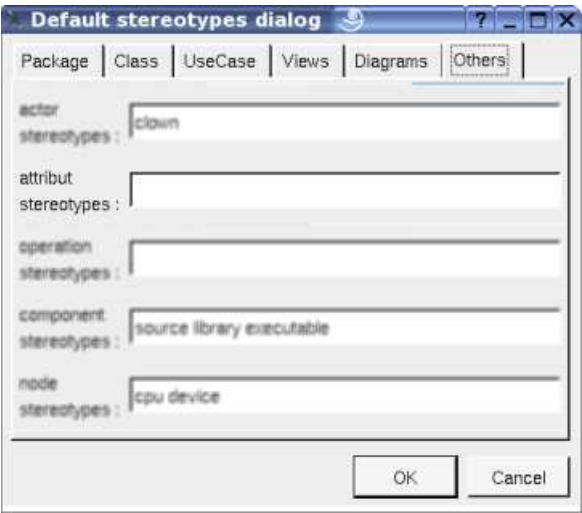 Default stereotypes dialog
Package Class UseCase Views Diagrams Others
actor
stereotypes : clown
attribut
stereotypes :
operation
stereotypes :
component
stereotypes : source library executable
node
stereotypes : cpu device
OK Cancel